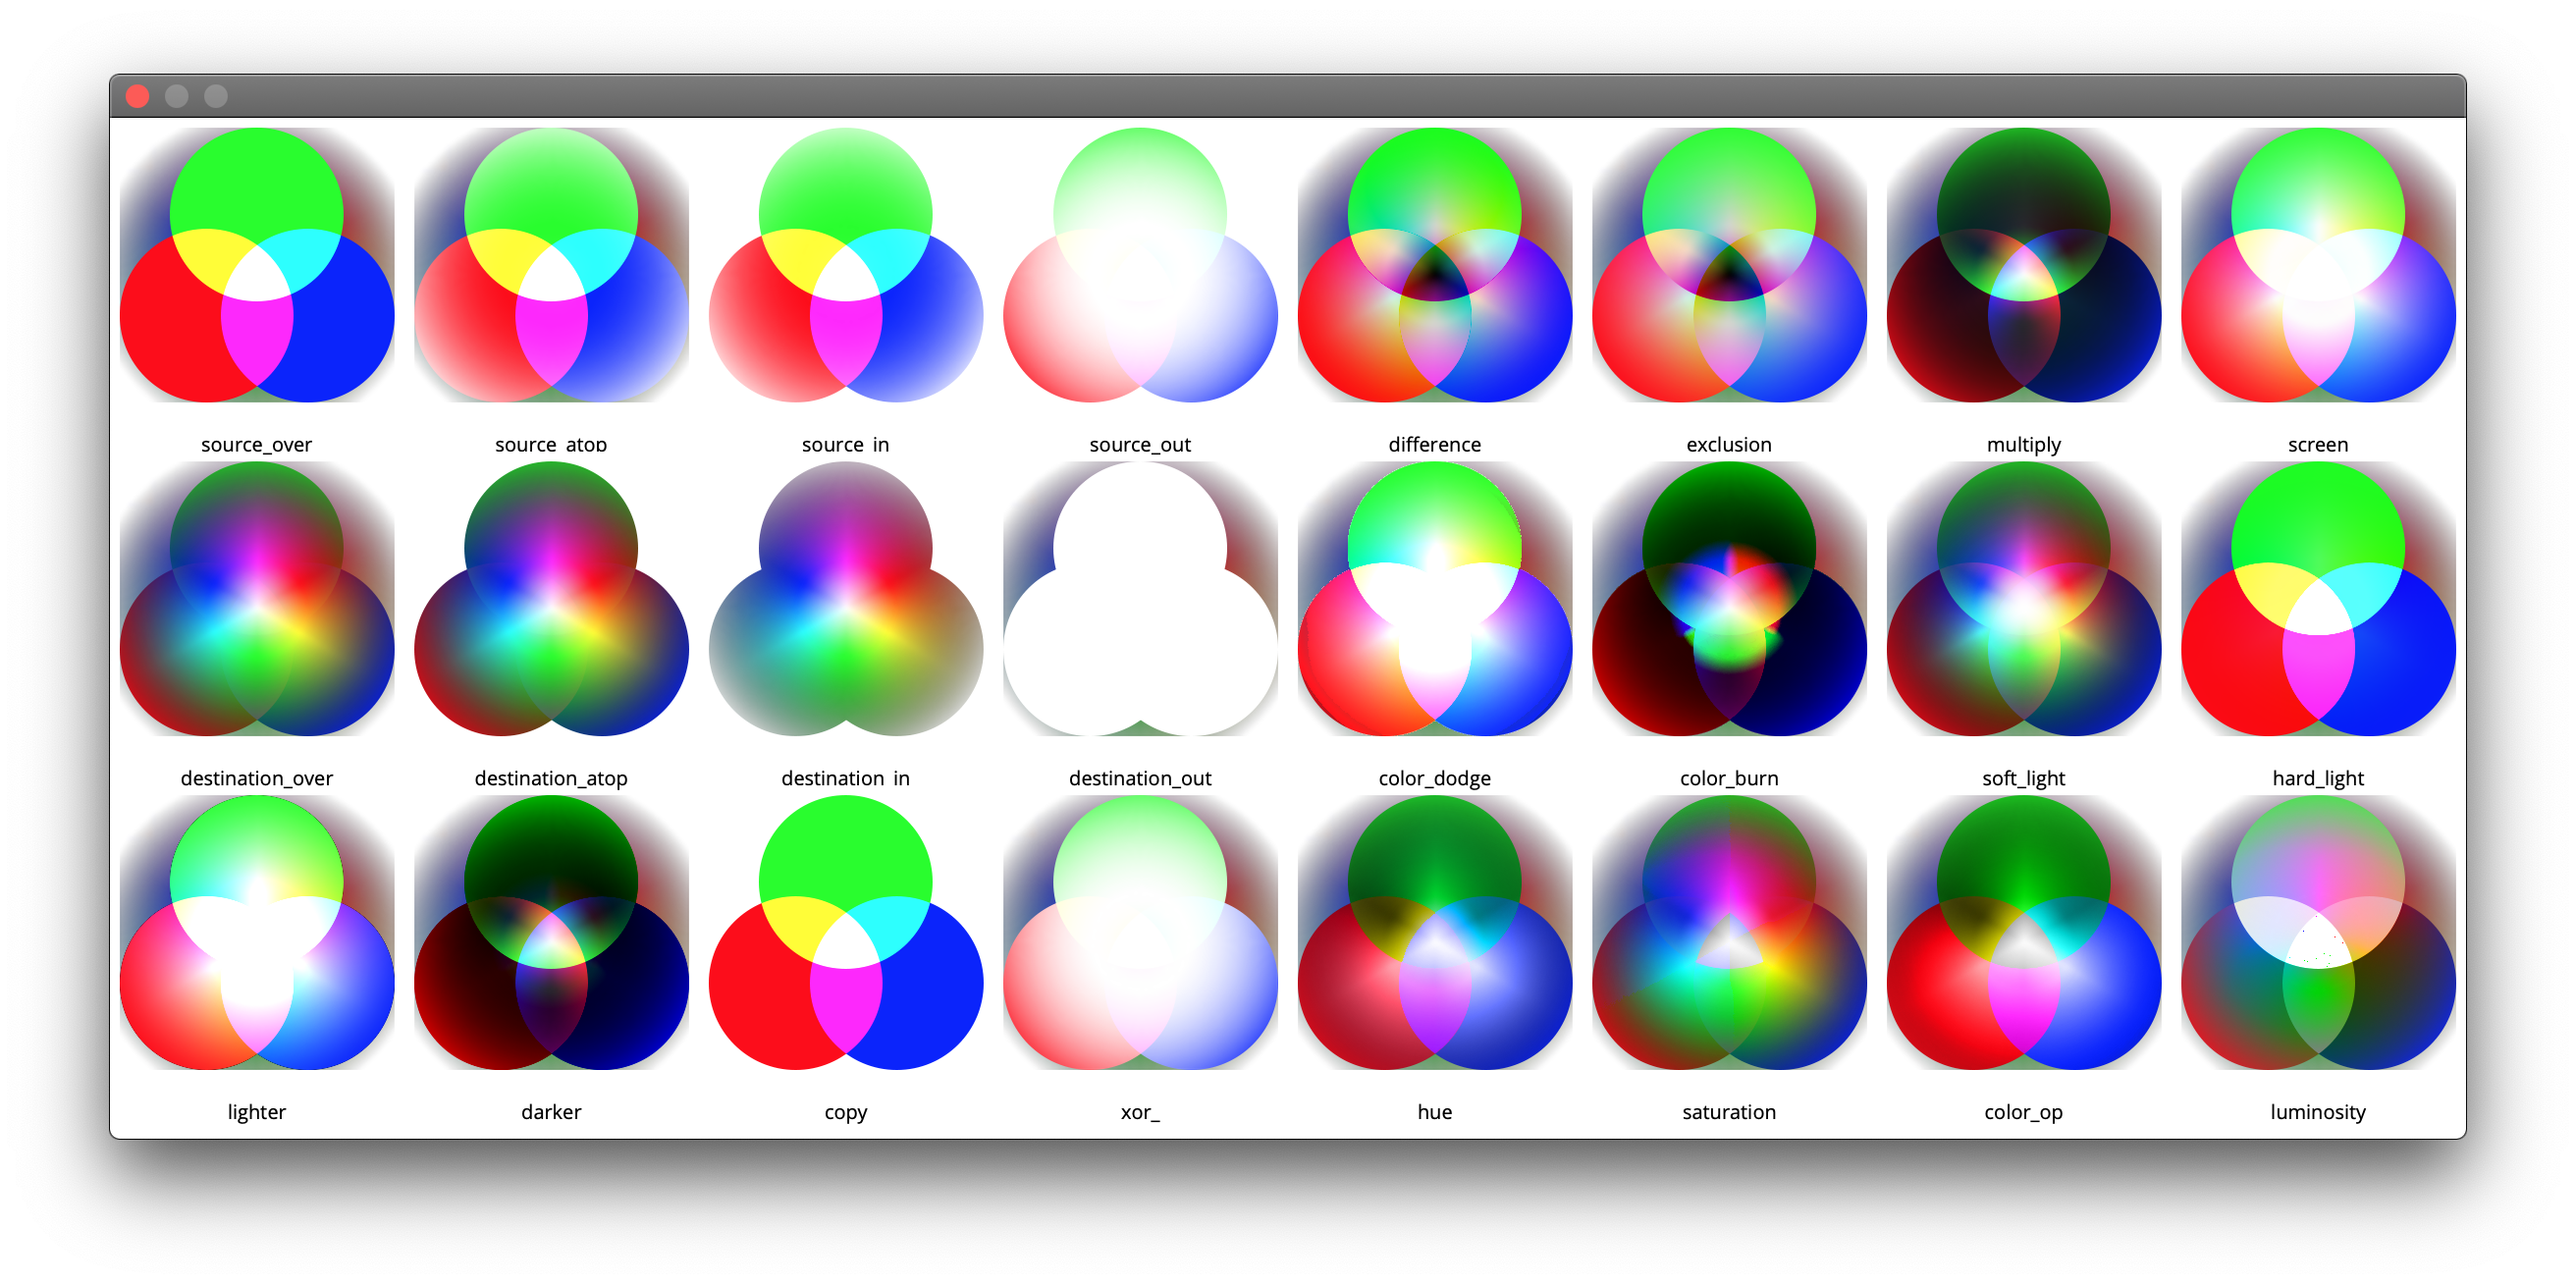 source_over source_atop source_in source_out difference exclusion multiply screen
destination_over destination_atop destination_in destination_out color_dodge color_burn soft_light hard_light
lighter darker copy xor_ hue saturation color_op luminosity